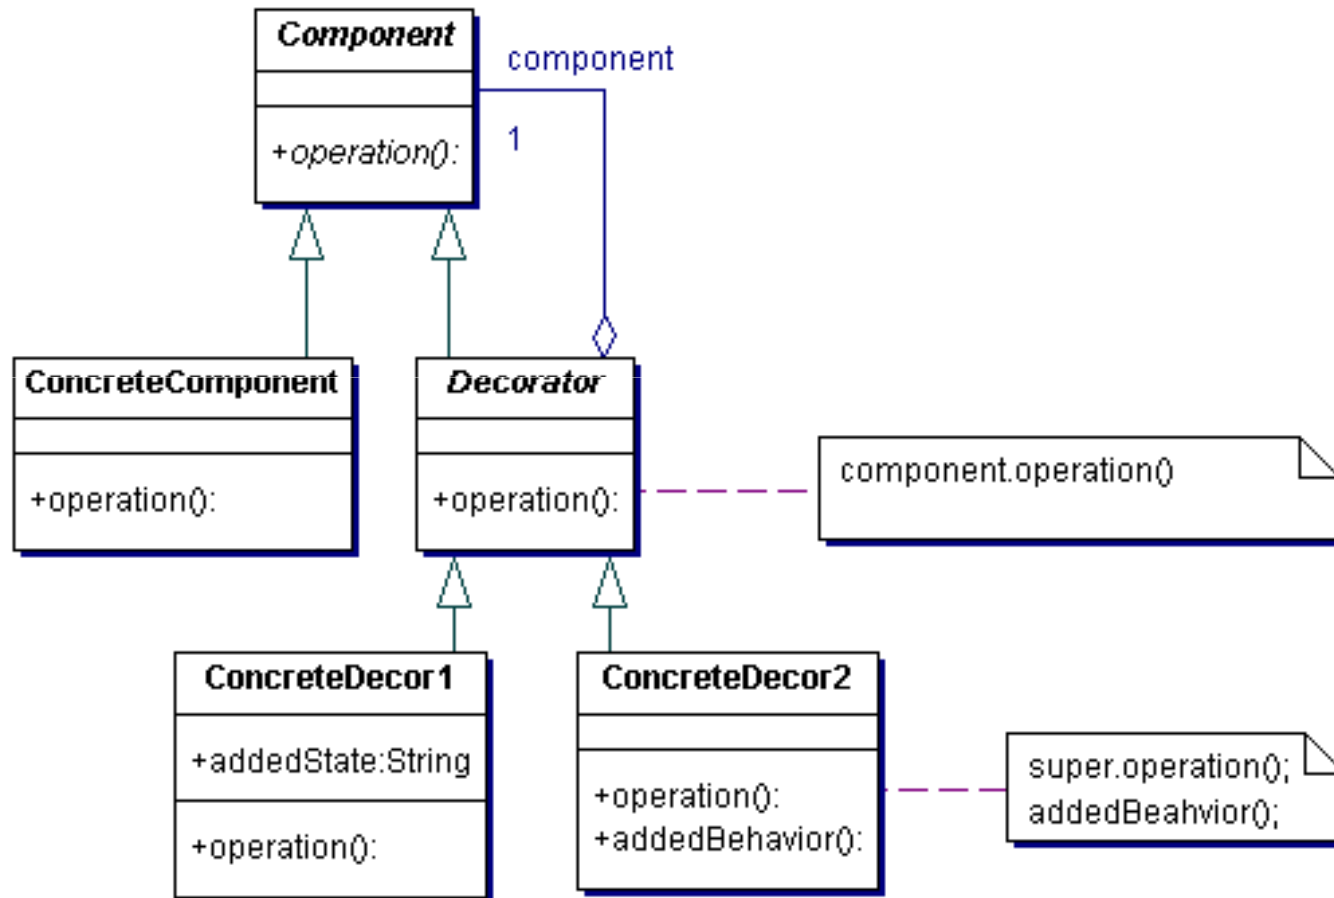 Component
component
1
+operation():
ConcreteComponent
Decorator
+operation():
+operation():
component.operation()
ConcreteDecor1
ConcreteDecor2
+addedState:String
+operation():
+operation():
+addedBehavior():
super.operation();
addedBeahvior();